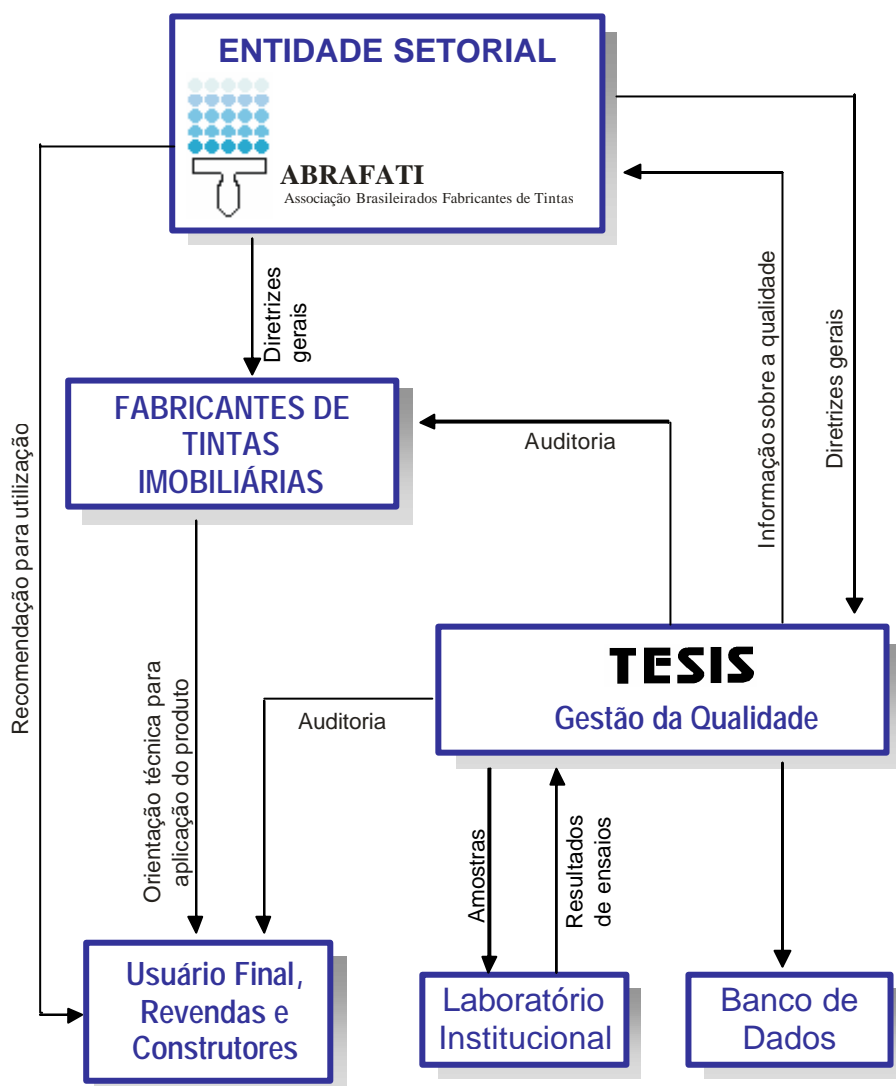 ENTIDADE SETORIAL
ABRAFATI
Associação Brasileirados Fabricantes de Tintas
Diretrizes
gerais
FABRICANTES DE
TINTAS
IMOBILIÁRIAS
Auditoria
Informação sobre a qualidade
Diretrizes gerais
Recomendação para utilização
TESIS
Gestão da Qualidade
Auditoria
Orientação técnica para
aplicação do produto
Amostras
Resultados
de ensaios
Usuário Final,
Revendas e
Construtores
Laboratório
Institucional
Banco de
Dados